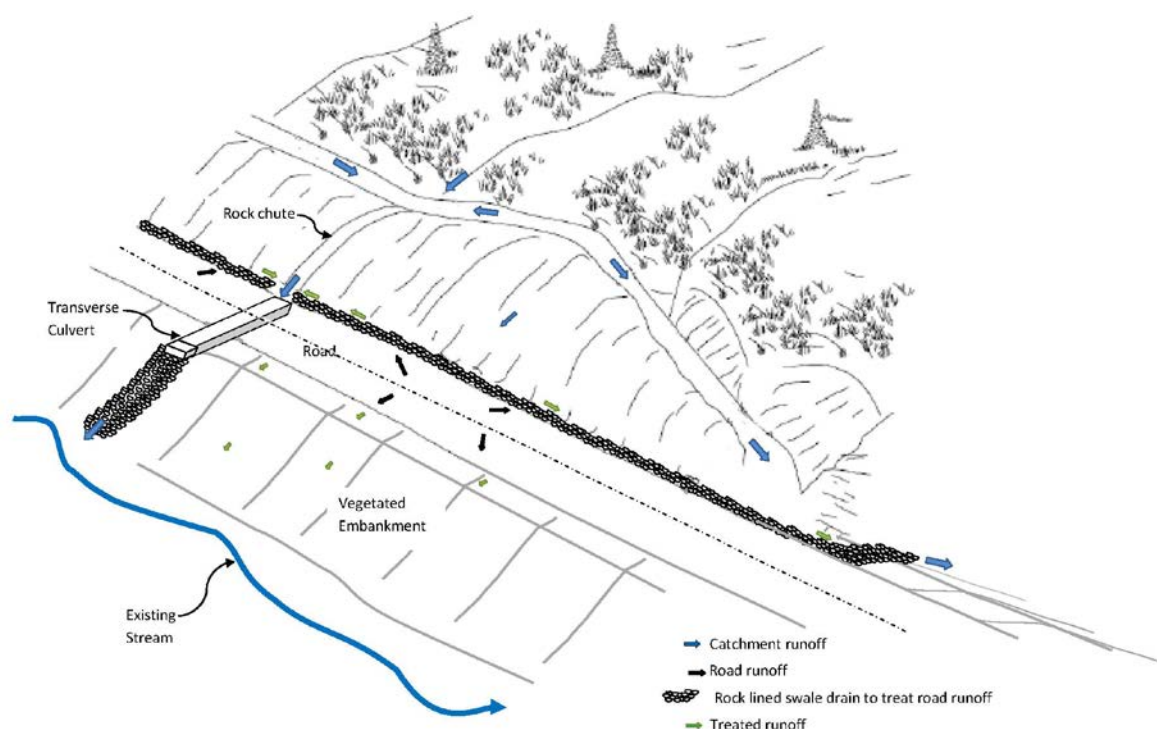 Rock chute
Transverse
Culvert
Road
Vegetated
Embankment
Existing
Stream
Catchment runoff
Road runoff
Rock lined swale drain to treat road runoff
Treated runoff